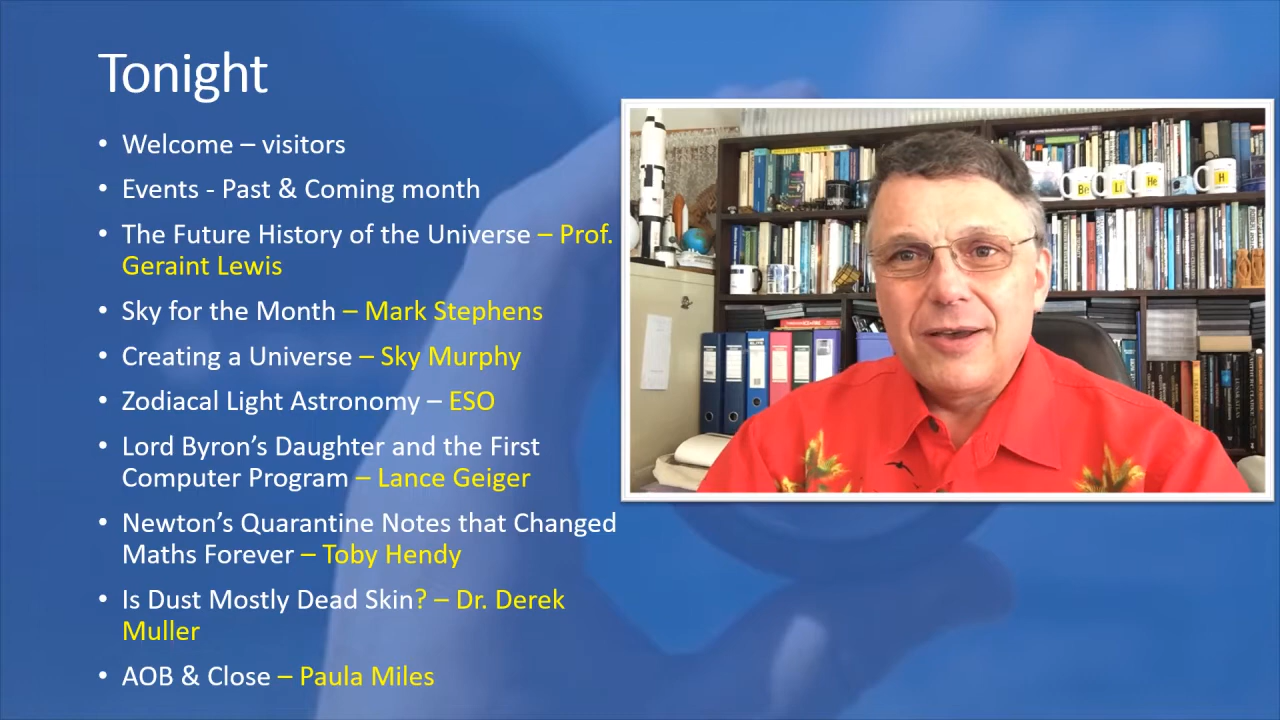 Tonight
• Welcome – visitors
• Events - Past & Coming month
• The Future History of the Universe – Prof.
Geraint Lewis
• Sky for the Month – Mark Stephens
• Creating a Universe – Sky Murphy
• Zodiacal Light Astronomy – ESO
• Lord Byron’s Daughter and the First
Computer Program – Lance Geiger
• Newton’s Quarantine Notes that Changed
Maths Forever – Toby Hendy
• Is Dust Mostly Dead Skin? – Dr. Derek
Muller
• AOB & Close – Paula Miles
Be Li He H